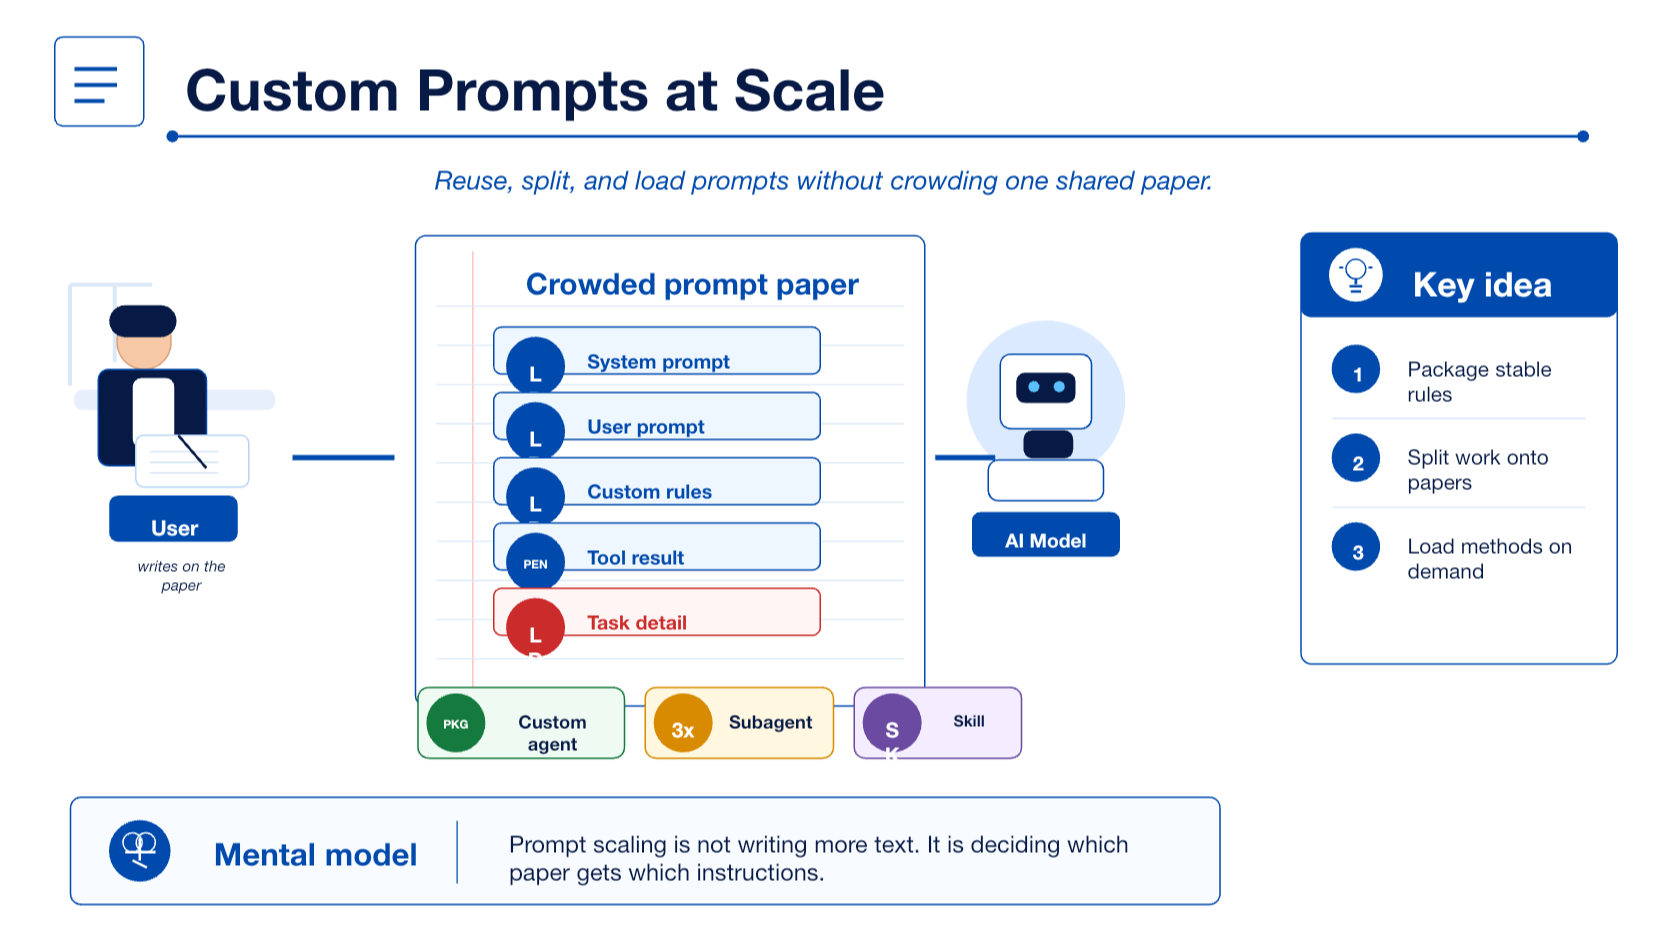 Custom Prompts at Scale
Reuse, split, and load prompts without crowding one shared paper.
User
writes on the
paper
Crowded prompt paper
L
System prompt
L
User prompt
L
Custom rules
PEN
Tool result
L
Task detail
PKG
Custom
agent
3x
Subagent
S
K
Skill
AI Model
Key idea
1
Package stable
rules
2
Split work onto
papers
3
Load methods on
demand
Mental model
Prompt scaling is not writing more text. It is deciding which
paper gets which instructions.